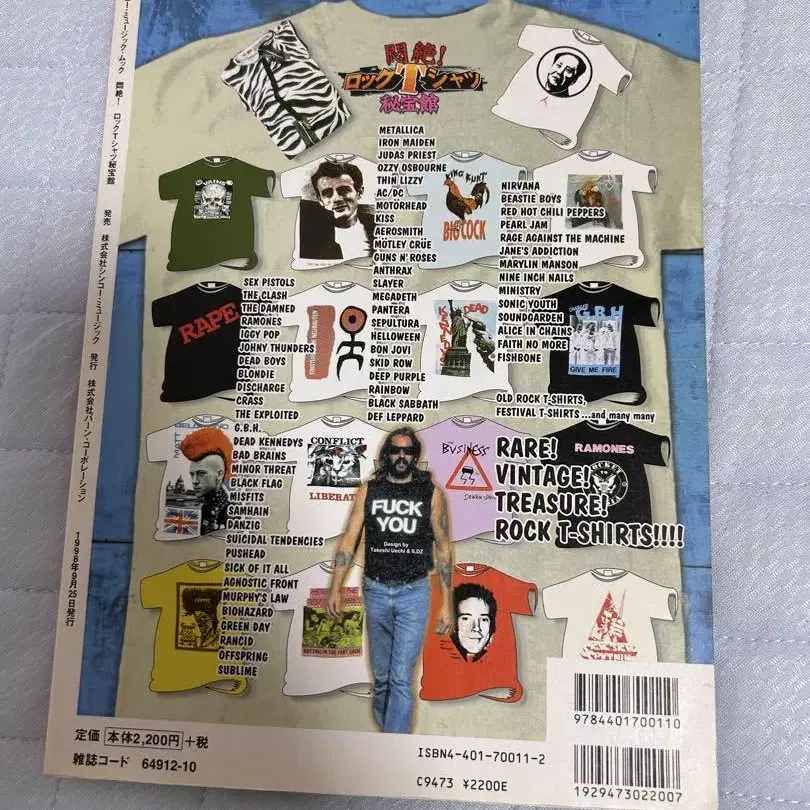 コー・ミュージック・ムック 悶絶! ロックTシャツ秘宝館
発売 株式会社シンコー・ミュージック 発行 株式会社バーン・コーポレーション
1998年9月25日発行
悶絶!
ロックTシャツ
秘宝館
METALLICA
IRON MAIDEN
JUDAS PRIEST
OZZY OSBOURNE
THIN LIZZY
AC/DC
MOTÖRHEAD
KISS
AEROSMITH
MÖTLEY CRÜE
GUNS N' ROSES
ANTHRAX
SLAYER
MEGADETH
PANTERA
SEPULTURA
HELLOWEEN
BON JOVI
SKID ROW
DEEP PURPLE
RAINBOW
BLACK SABBATH
DEF LEPPARD
NIRVANA
BEASTIE BOYS
RED HOT CHILI PEPPERS
PEARL JAM
RAGE AGAINST THE MACHINE
JANE'S ADDICTION
MARYLIN MANSON
NINE INCH NAILS
MINISTRY
SONIC YOUTH
SOUNDGARDEN
ALICE IN CHAINS
FAITH NO MORE
FISHBONE
OLD ROCK T-SHIRTS,
FESTIVAL T-SHIRTS...and many many
SEX PISTOLS
THE CLASH
THE DAMNED
RAMONES
IGGY POP
JOHNY THUNDERS
DEAD BOYS
BLONDIE
DISCHARGE
CRASS
THE EXPLOITED
G.B.H.
DEAD KENNEDYS
BAD BRAINS
MINOR THREAT
BLACK FLAG
MISFITS
SAMHAIN
DANZIG
SUICIDAL TENDENCIES
PUSHEAD
SICK OF IT ALL
AGNOSTIC FRONT
MURPHY'S LAW
BIOHAZARD
GREEN DAY
RANCID
OFFSPRING
SUBLIME
KING KURT
BIG COCK
RAPE
DEAD
G.B.H
GIVE ME FIRE
CONFLICT
LIBERAT
BUSINESS
RAMONES
RARE!
VINTAGE!
TREASURE!
ROCK T-SHIRTS!!!!
FUCK
YOU
Design by
Takeshi Uechi & ILDZ
定価 本体2,200円+税
雑誌コード 64912-10
ISBN4-401-70011-2
C9473 ¥2200E
9784401700110
1929473022007